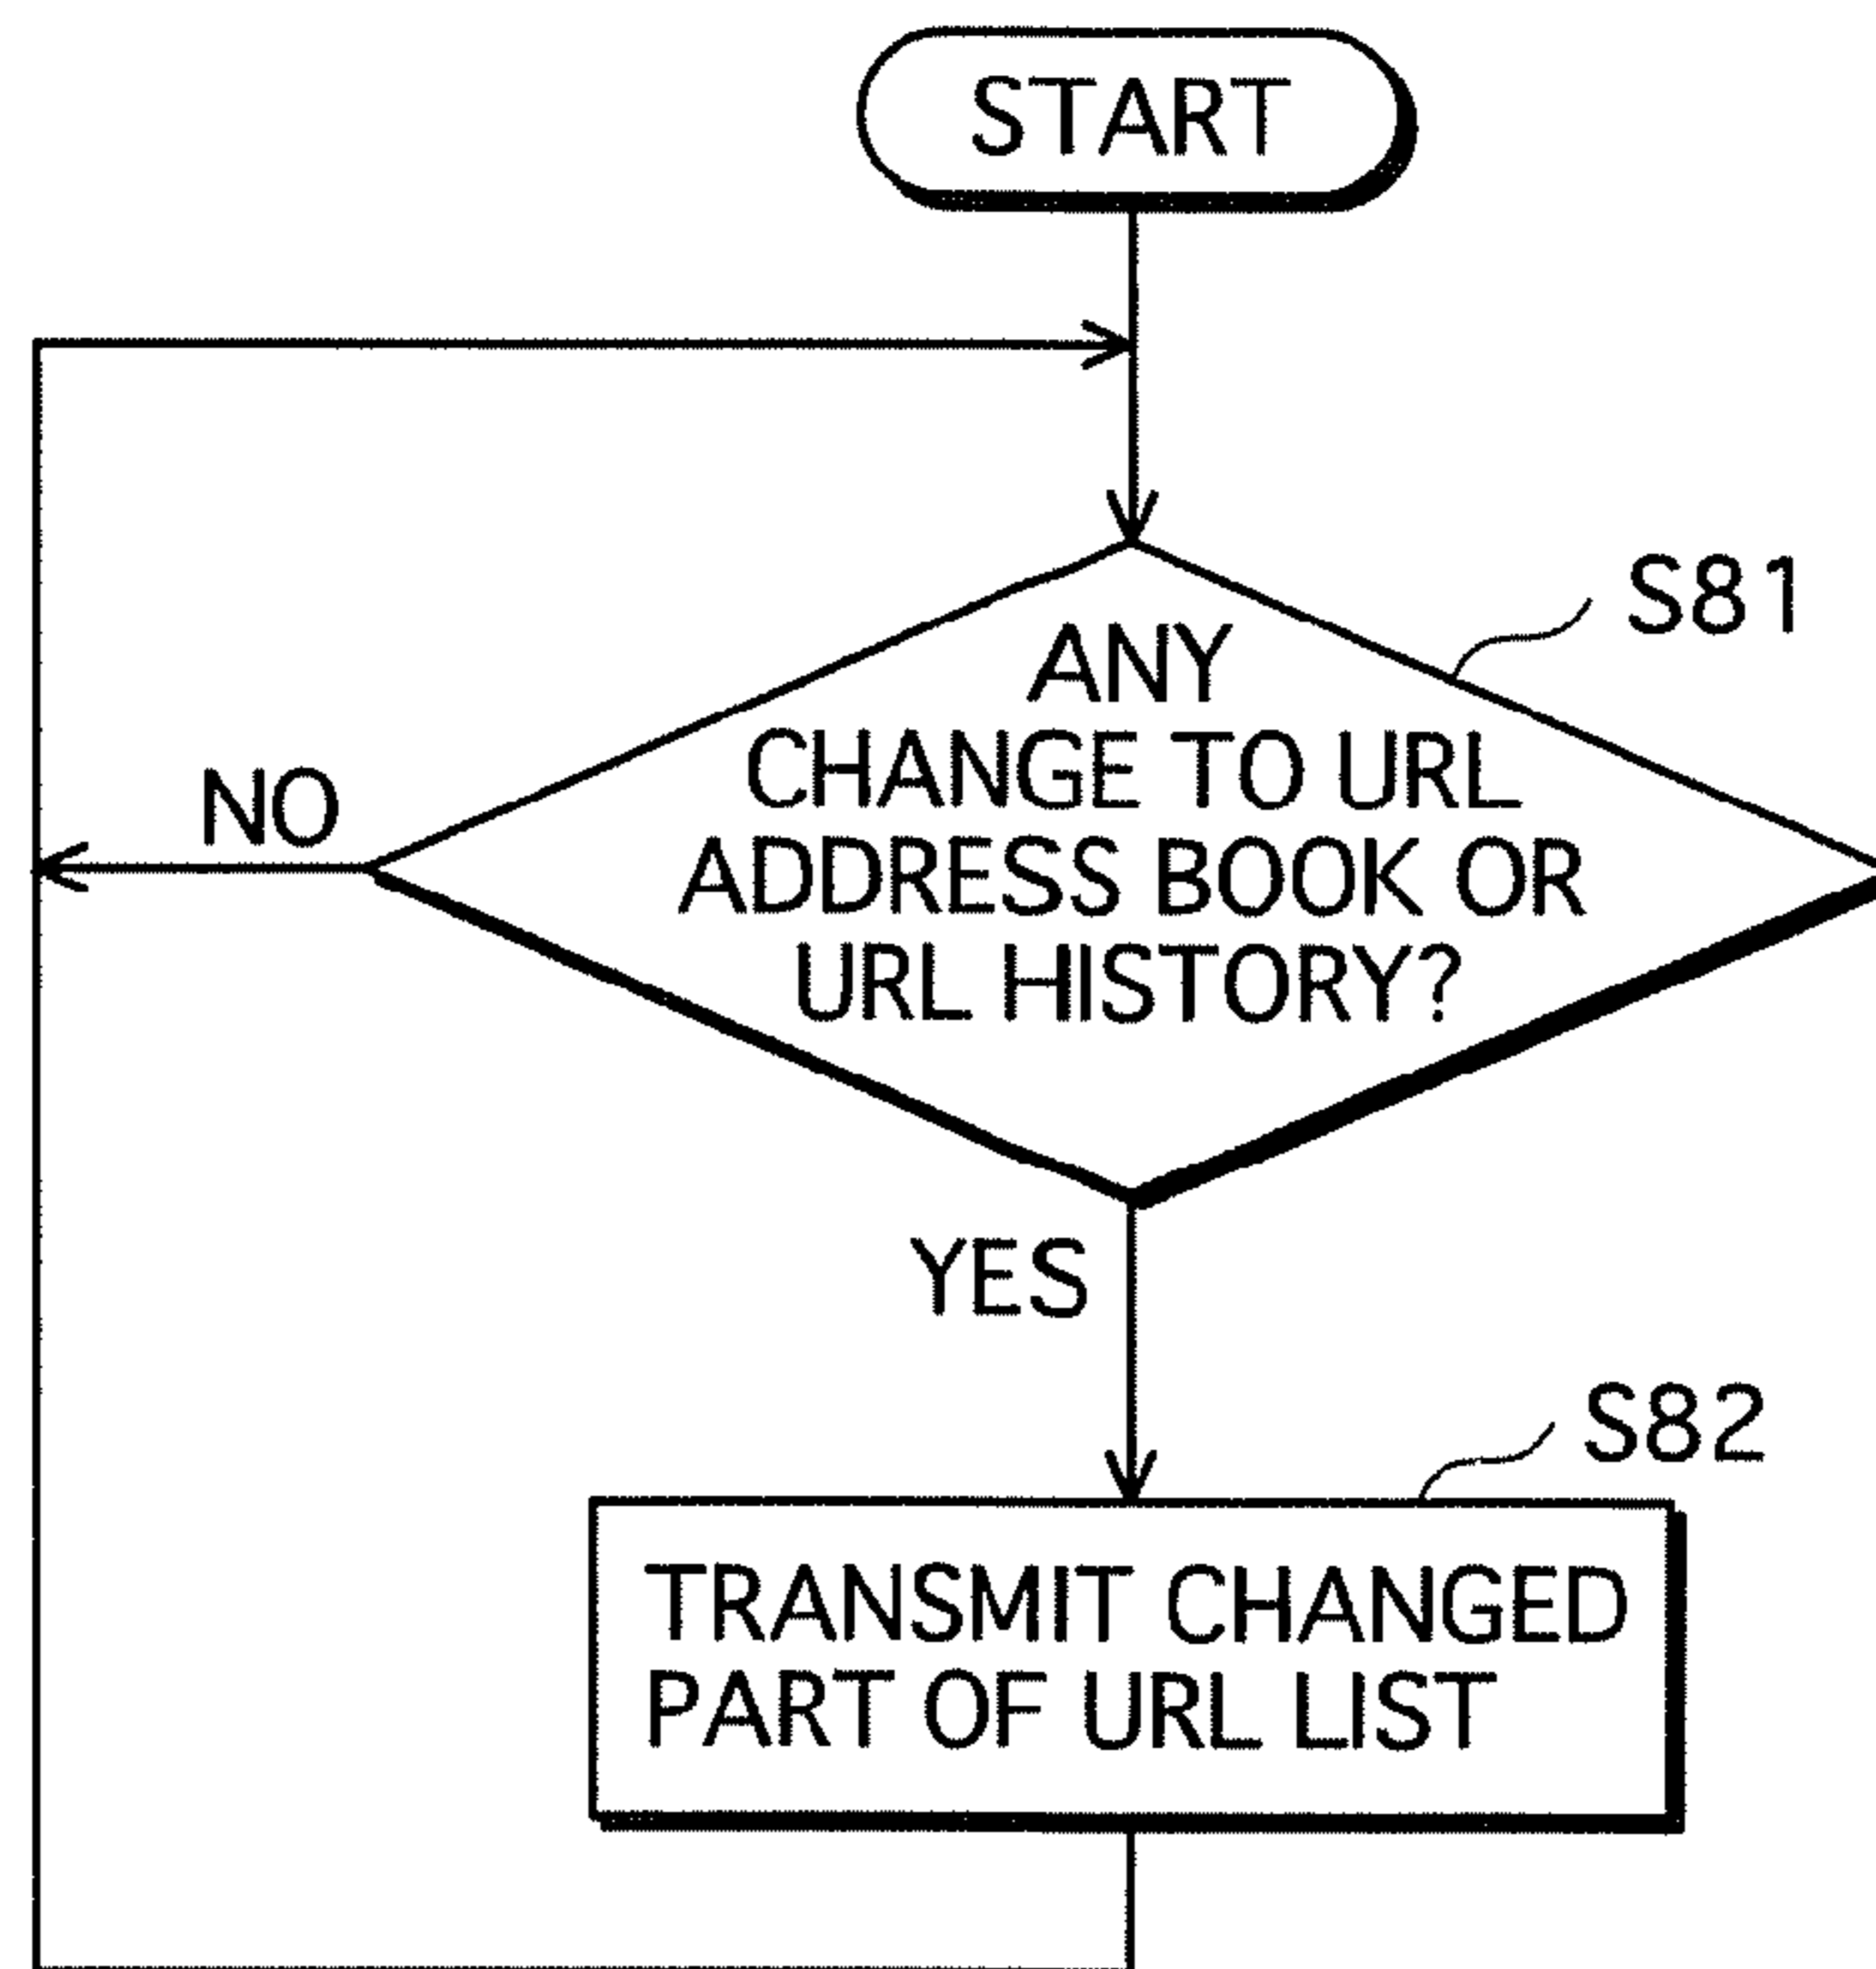 START
S81
ANY
CHANGE TO URL
ADDRESS BOOK OR
URL HISTORY?
NO
YES
S82
TRANSMIT CHANGED
PART OF URL LIST